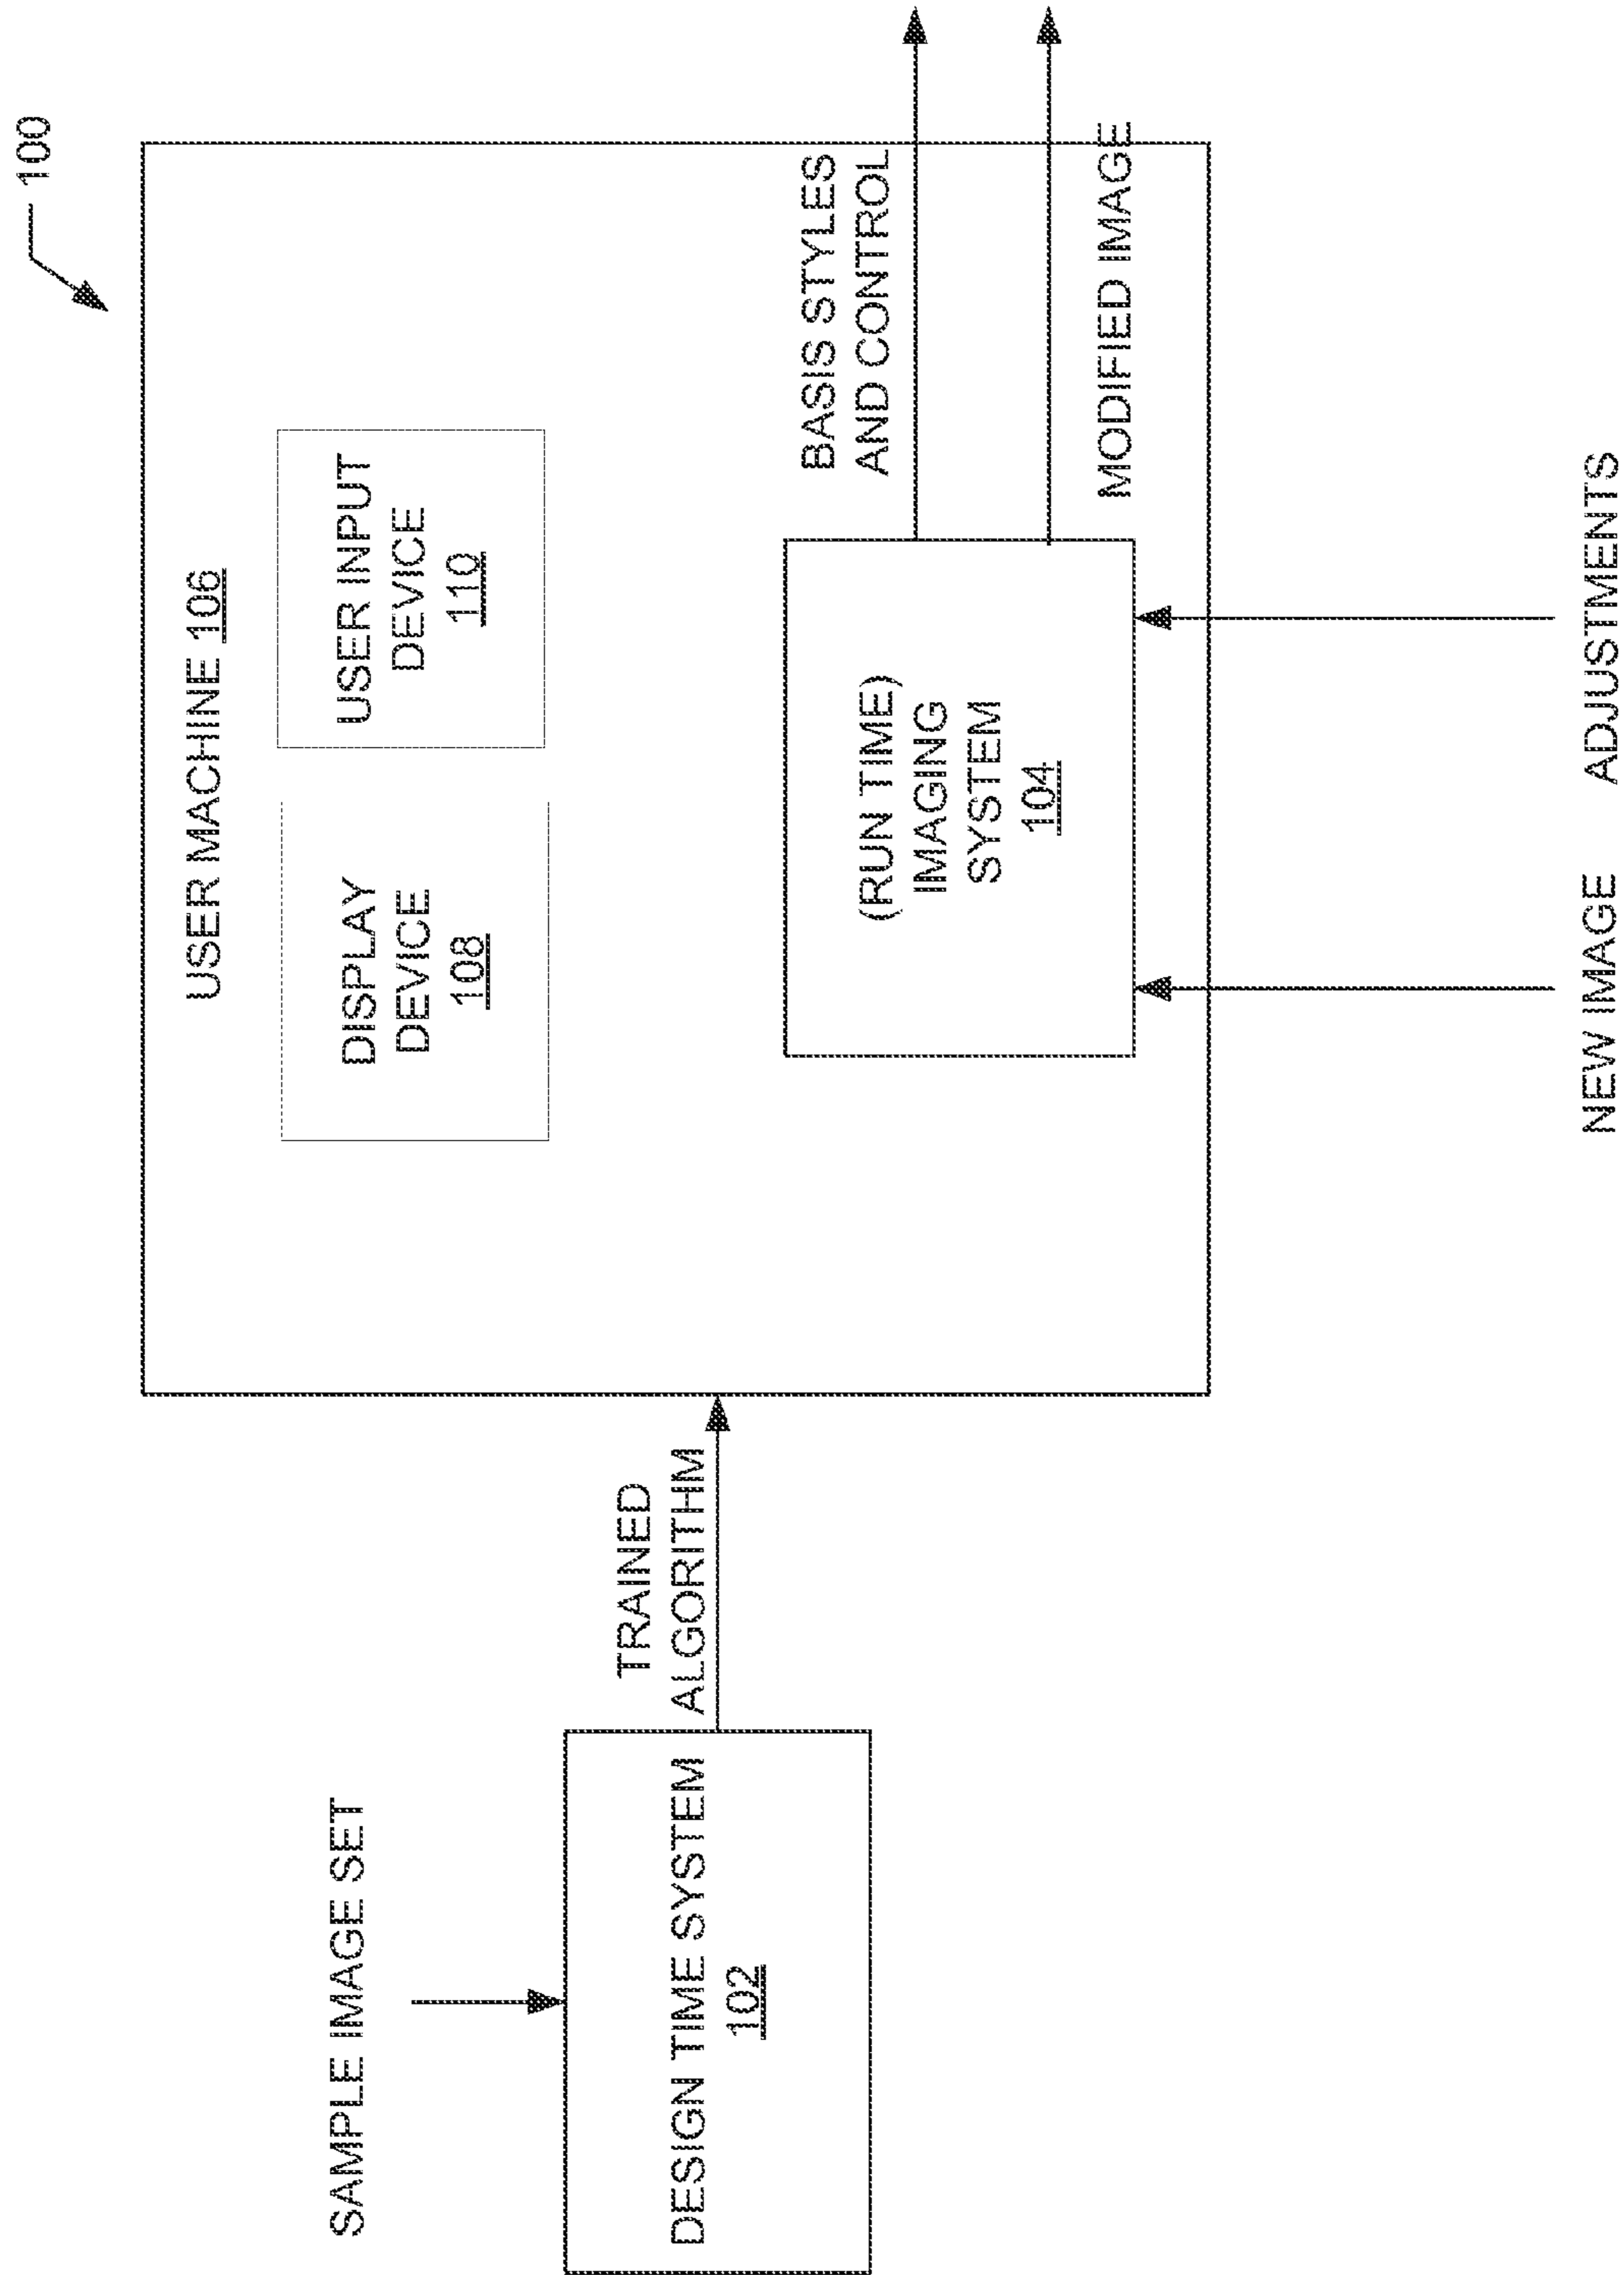 100
SAMPLE IMAGE SET
DESIGN TIME SYSTEM
102
TRAINED
ALGORITHM
USER MACHINE 106
DISPLAY
DEVICE
108
USER INPUT
DEVICE
110
(RUN TIME)
IMAGING
SYSTEM
104
BASIS STYLES
AND CONTROL
MODIFIED IMAGE
NEW IMAGE
ADJUSTMENTS